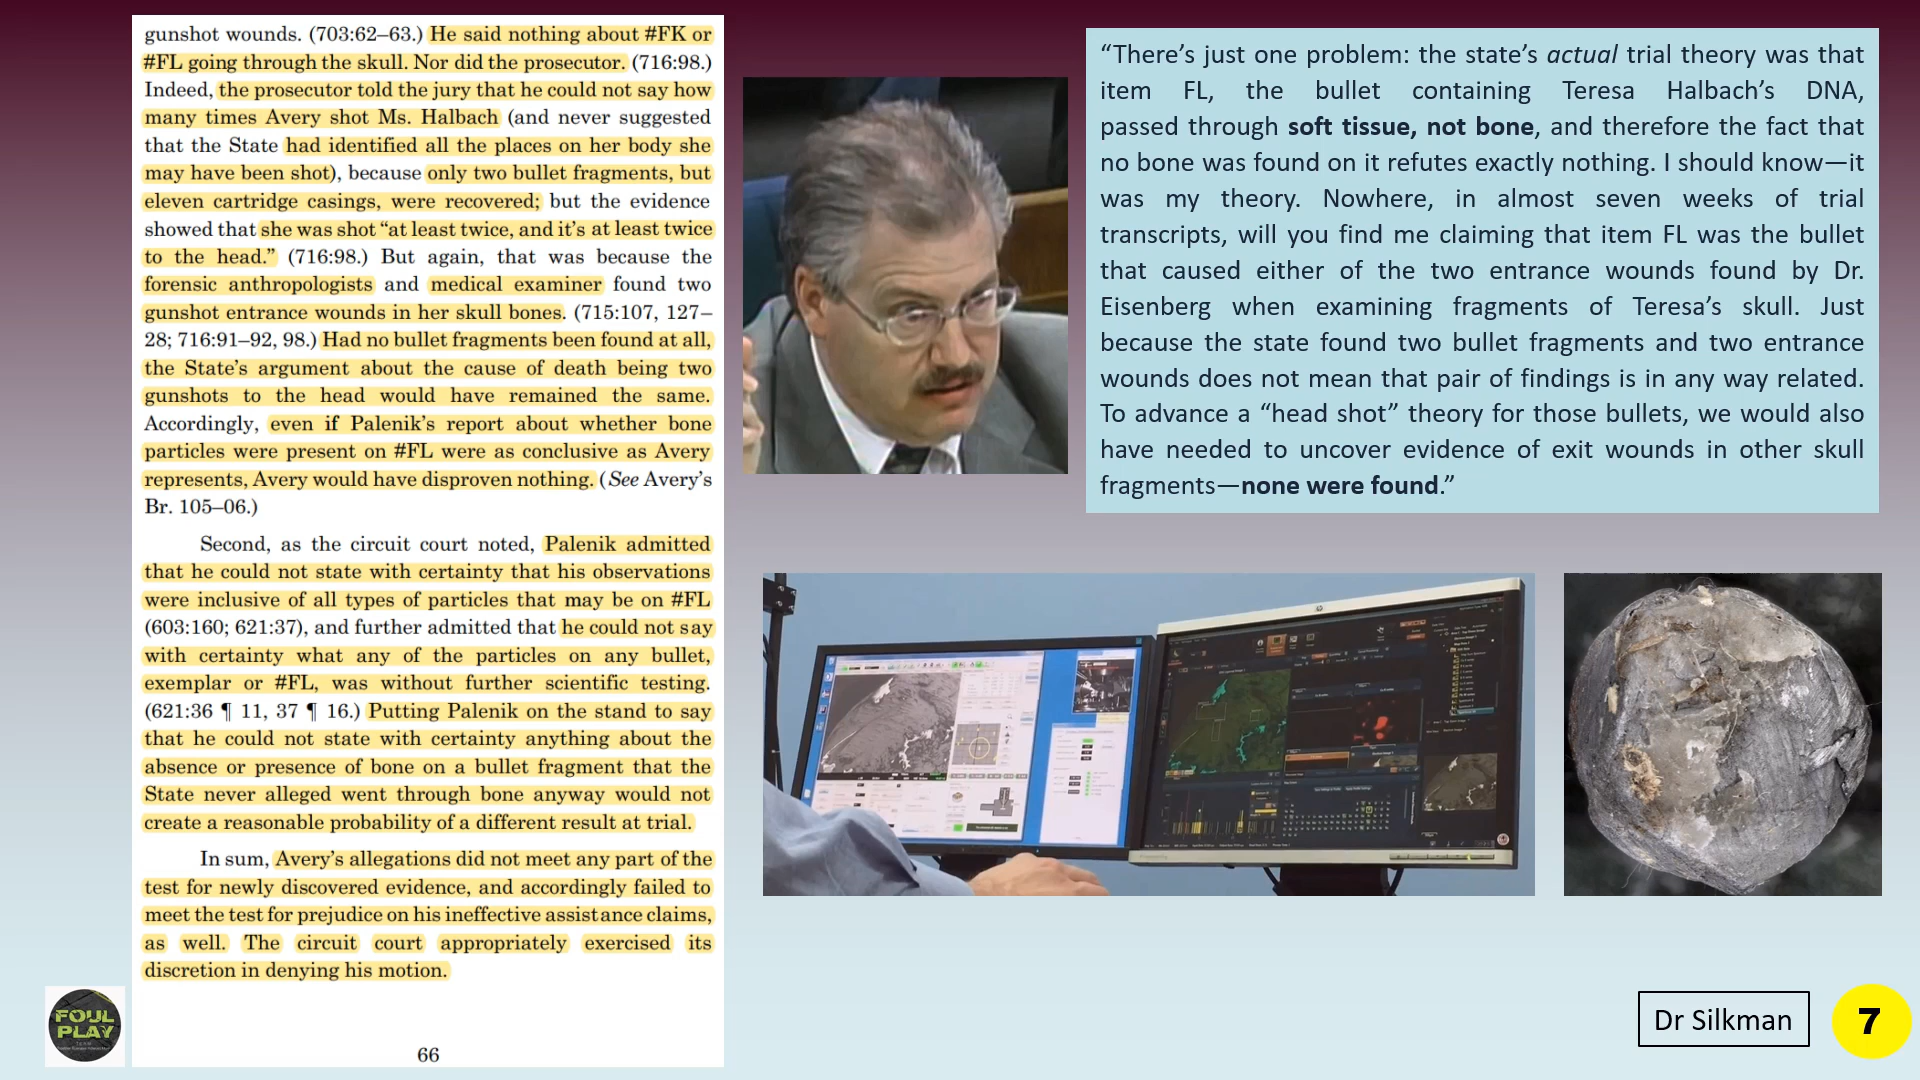 gunshot wounds. (703:62–63.) He said nothing about #FK or
#FL going through the skull. Nor did the prosecutor. (716:98.)
Indeed, the prosecutor told the jury that he could not say how
many times Avery shot Ms. Halbach (and never suggested
that the State had identified all the places on her body she
may have been shot), because only two bullet fragments, but
eleven cartridge casings, were recovered; but the evidence
showed that she was shot “at least twice, and it’s at least twice
to the head.” (716:98.) But again, that was because the
forensic anthropologists and medical examiner found two
gunshot entrance wounds in her skull bones. (715:107, 127–
28; 716:91–92, 98.) Had no bullet fragments been found at all,
the State’s argument about the cause of death being two
gunshots to the head would have remained the same.
Accordingly, even if Palenik’s report about whether bone
particles were present on #FL were as conclusive as Avery
represents, Avery would have disproven nothing. (See Avery’s
Br. 105–06.)
Second, as the circuit court noted, Palenik admitted
that he could not state with certainty that his observations
were inclusive of all types of particles that may be on #FL
(603:160; 621:37), and further admitted that he could not say
with certainty what any of the particles on any bullet,
exemplar or #FL, was without further scientific testing.
(621:36 ¶ 11, 37 ¶ 16.) Putting Palenik on the stand to say
that he could not state with certainty anything about the
absence or presence of bone on a bullet fragment that the
State never alleged went through bone anyway would not
create a reasonable probability of a different result at trial.
In sum, Avery’s allegations did not meet any part of the
test for newly discovered evidence, and accordingly failed to
meet the test for prejudice on his ineffective assistance claims,
as well. The circuit court appropriately exercised its
discretion in denying his motion.
66
“There’s just one problem: the state’s actual trial theory was that
item FL, the bullet containing Teresa Halbach’s DNA,
passed through soft tissue, not bone, and therefore the fact that
no bone was found on it refutes exactly nothing. I should know—it
was my theory. Nowhere, in almost seven weeks of trial
transcripts, will you find me claiming that item FL was the bullet
that caused either of the two entrance wounds found by Dr.
Eisenberg when examining fragments of Teresa’s skull. Just
because the state found two bullet fragments and two entrance
wounds does not mean that pair of findings is in any way related.
To advance a “head shot” theory for those bullets, we would also
have needed to uncover evidence of exit wounds in other skull
fragments—none were found.”
FOUL
PLAY
Dr Silkman
7